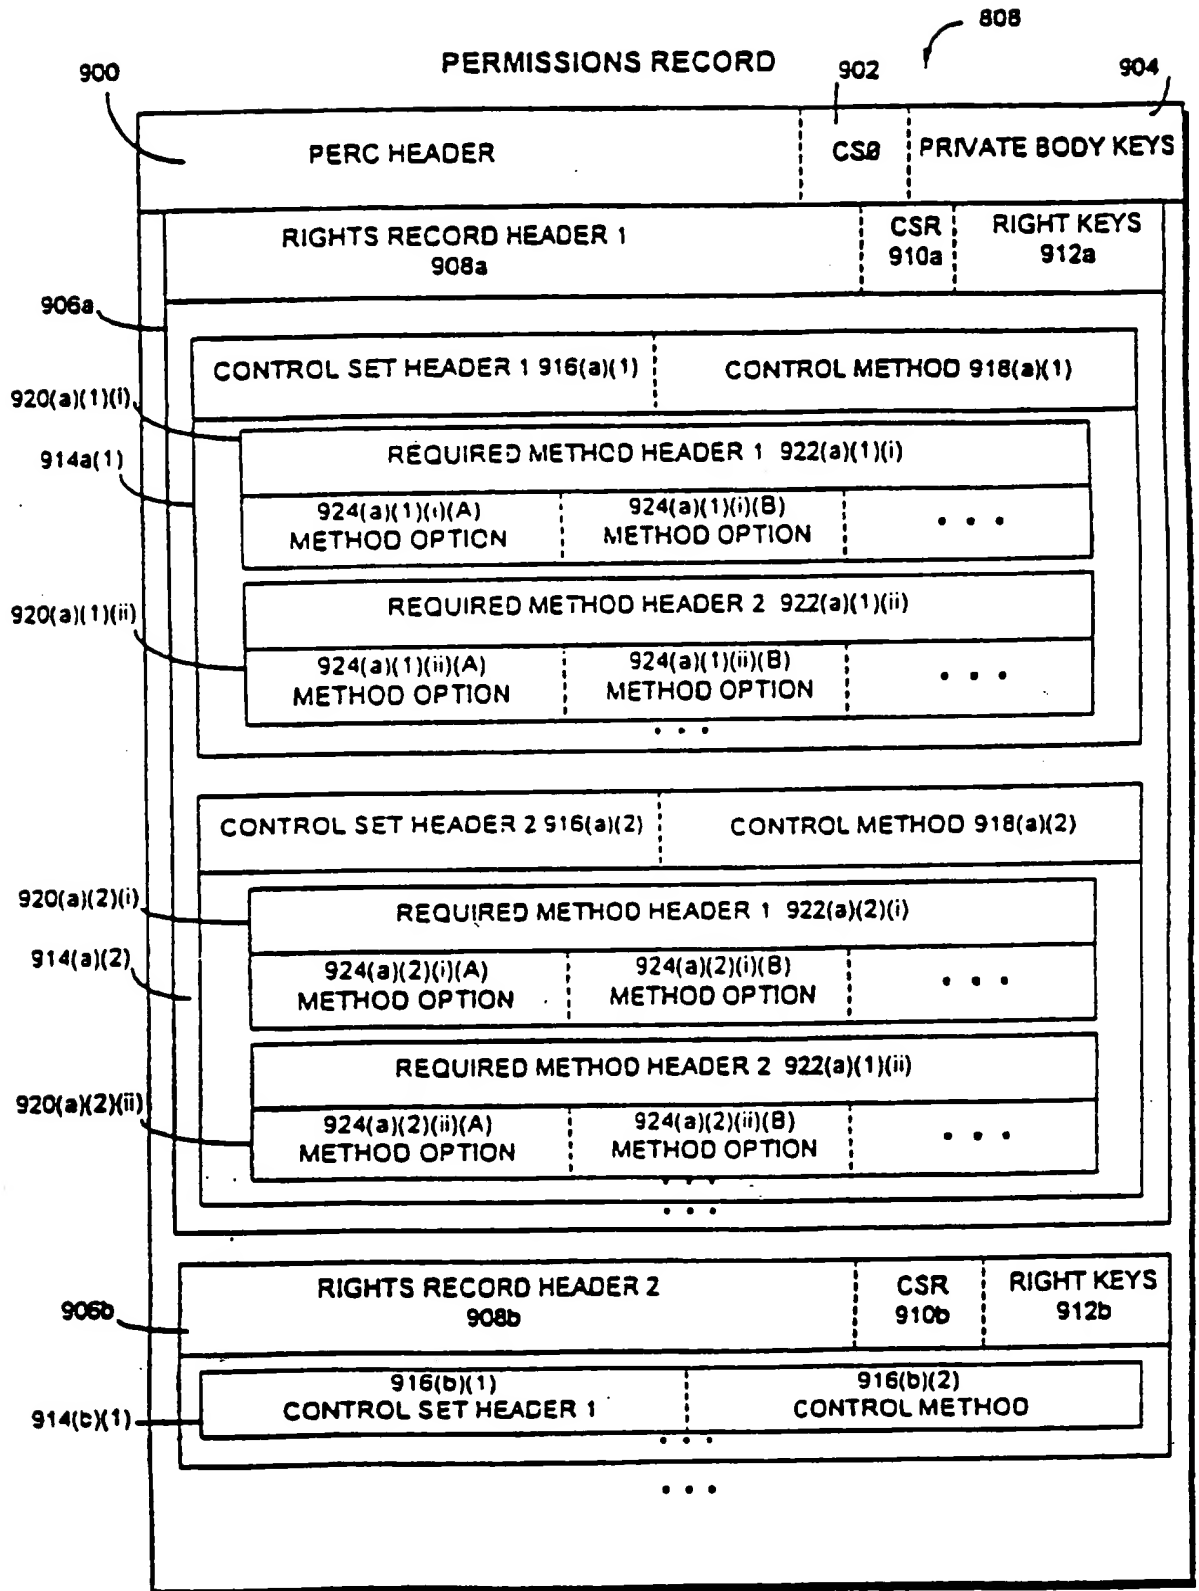 808
PERMISSIONS RECORD
900
902
904
PERC HEADER
CS0
PRIVATE BODY KEYS
RIGHTS RECORD HEADER 1
908a
CSR
910a
RIGHT KEYS
912a
906a
CONTROL SET HEADER 1 916(a)(1)
CONTROL METHOD 918(a)(1)
920(a)(1)(i)
914a(1)
REQUIRED METHOD HEADER 1 922(a)(1)(i)
924(a)(1)(i)(A)
METHOD OPTION
924(a)(1)(i)(B)
METHOD OPTION
• • •
920(a)(1)(ii)
REQUIRED METHOD HEADER 2 922(a)(1)(ii)
924(a)(1)(ii)(A)
METHOD OPTION
924(a)(1)(ii)(B)
METHOD OPTION
• • •
• • •
CONTROL SET HEADER 2 916(a)(2)
CONTROL METHOD 918(a)(2)
920(a)(2)(i)
914(a)(2)
REQUIRED METHOD HEADER 1 922(a)(2)(i)
924(a)(2)(i)(A)
METHOD OPTION
924(a)(2)(i)(B)
METHOD OPTION
• • •
920(a)(2)(ii)
REQUIRED METHOD HEADER 2 922(a)(1)(ii)
924(a)(2)(ii)(A)
METHOD OPTION
924(a)(2)(ii)(B)
METHOD OPTION
• • •
• • •
• • •
906b
RIGHTS RECORD HEADER 2
908b
CSR
910b
RIGHT KEYS
912b
914(b)(1)
916(b)(1)
CONTROL SET HEADER 1
916(b)(2)
CONTROL METHOD
• • •
• • •